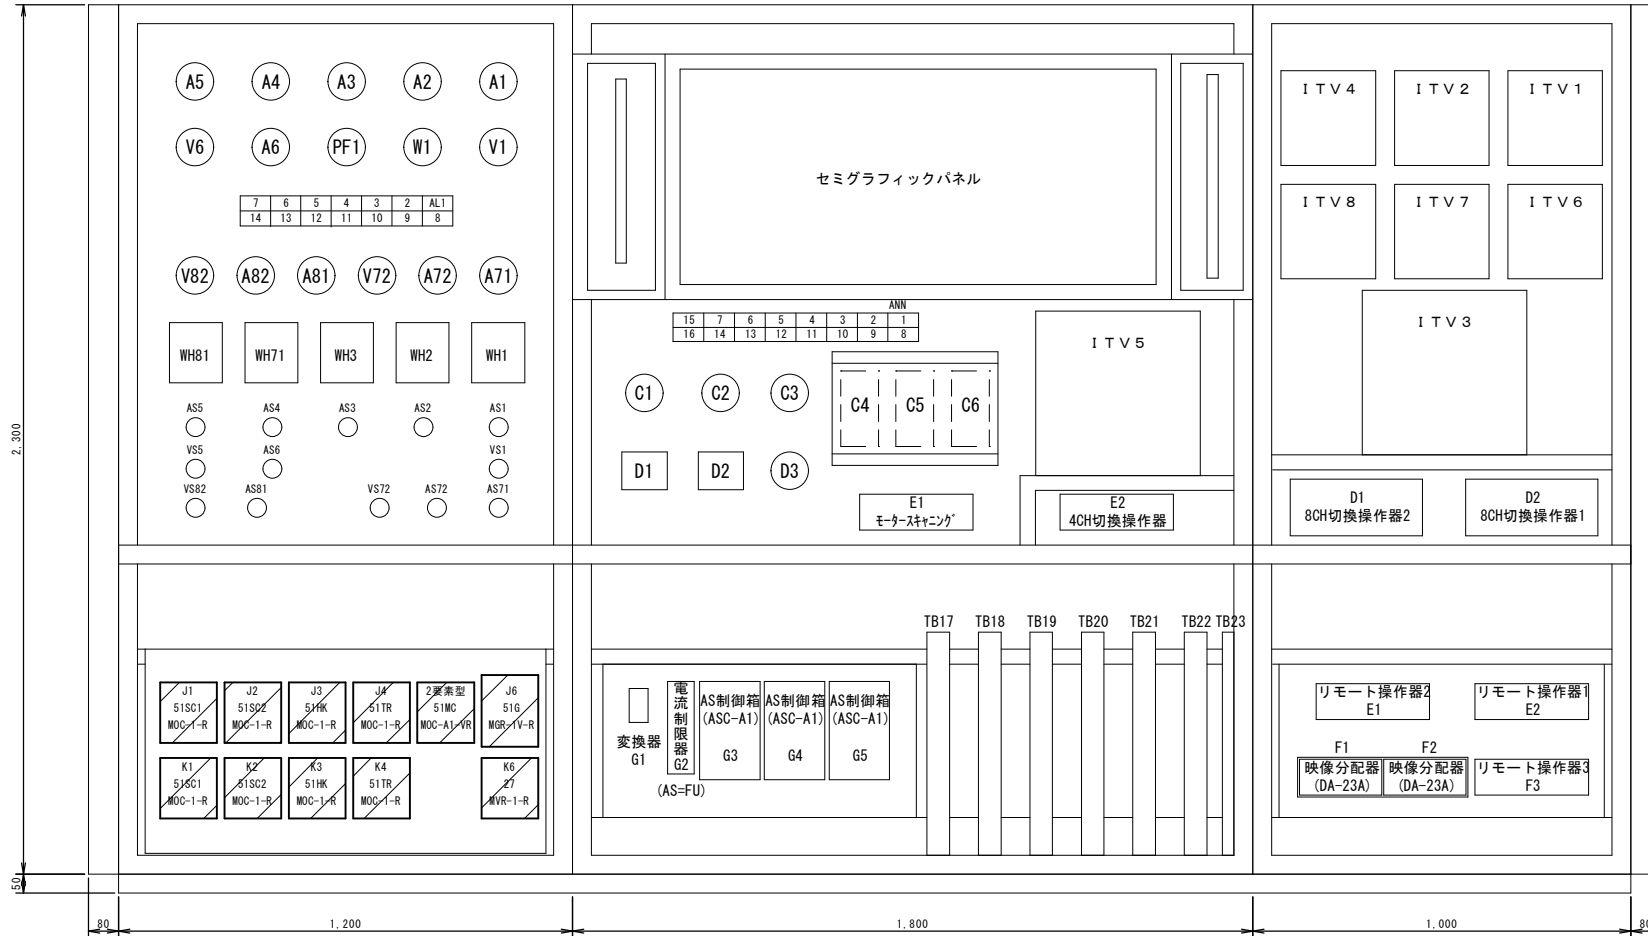 A5 A4 A3 A2 A1
V6 A6 PF1 W1 V1
7 6 5 4 3 2 AL1
14 13 12 11 10 9 8
V82 A82 A81 V72 A72 A71
WH81 WH71 WH3 WH2 WH1
AS5 AS4 AS3 AS2 AS1
VS5 AS6 VS1
VS82 AS81 VS72 AS72 AS71
セミグラフィックパネル
ANN
15 7 6 5 4 3 2 1
16 14 13 12 11 10 9 8
ITV5
C1 C2 C3 C4 C5 C6
D1 D2 D3
E1
モータースキャニング
E2
4CH切換操作器
ITV4 ITV2 ITV1
ITV8 ITV7 ITV6
ITV3
D1
8CH切換操作器2
D2
8CH切換操作器1
J1
51SC1
MOC-1-R
J2
51SC2
MOC-1-R
J3
51HK
MOC-1-R
J4
51TR
MOC-1-R
2要素型
51MC
MOC-A1-VR
J6
51G
MGR-1V-R
K1
51SC1
MOC-1-R
K2
51SC2
MOC-1-R
K3
51HK
MOC-1-R
K4
51TR
MOC-1-R
K6
27
MVR-1-R
変換器
G1
電流制限器
G2
(AS=FU)
AS制御箱
(ASC-A1)
G3
AS制御箱
(ASC-A1)
G4
AS制御箱
(ASC-A1)
G5
TB17 TB18 TB19 TB20 TB21 TB22 TB23
リモート操作器2
E1
リモート操作器1
E2
F1
映像分配器
(DA-23A)
F2
映像分配器
(DA-23A)
リモート操作器3
F3
2,300
50
80 1,200 1,800 1,000 80